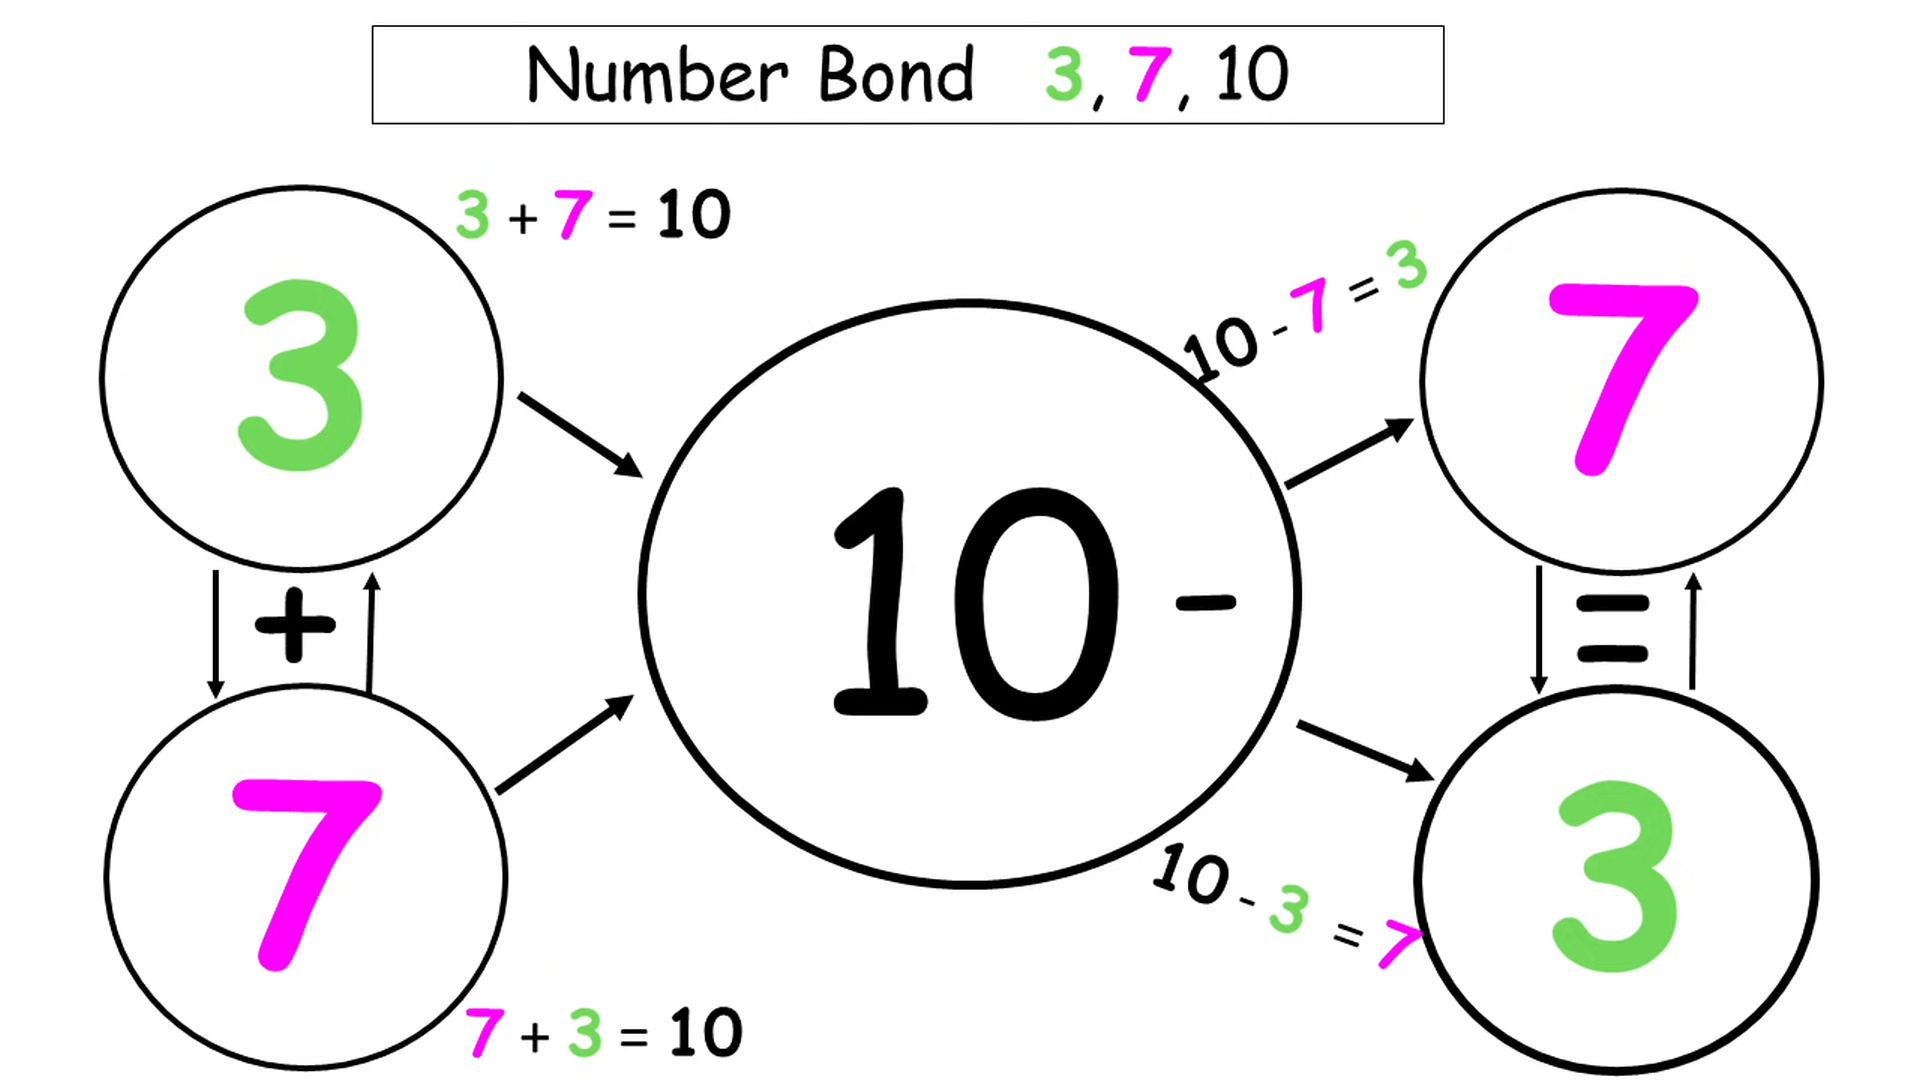 Number Bond 3, 7, 10
3 + 7 = 10
10 - 7 = 3
3
7
10 -
+
=
7
3
10 - 3 = 7
7 + 3 = 10